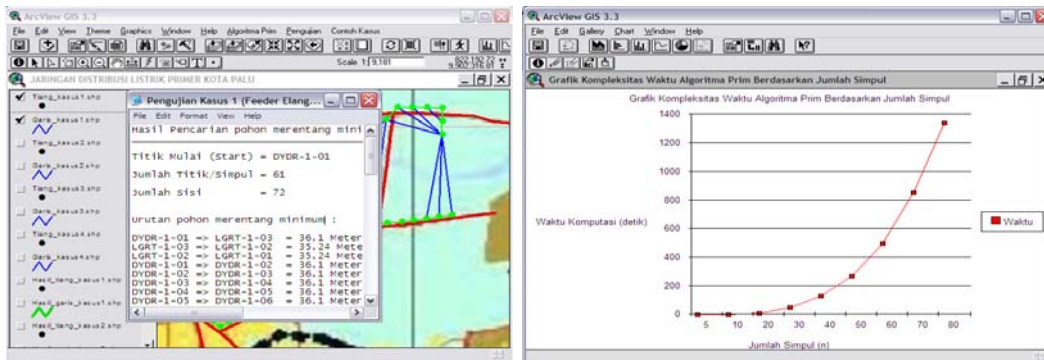 ArcView GIS 3.3
File Edit View Theme Graphics Window Help Algoritma Prim Pengujian Contoh Kasus
Scale 1:
JARINGAN DISTRIBUSI LISTRIK PRIMER KOTA PALU
Tiang_kasus1.shp
Garis_kasus1.shp
Tiang_kasus2.shp
Garis_kasus2.shp
Tiang_kasus3.shp
Garis_kasus3.shp
Tiang_kasus4.shp
Garis_kasus4.shp
Hasil_tiang_kasus1.shp
Hasil_garis_kasus1.shp
Hasil_tiang_kasus2.shp
Pengujian Kasus 1 (Feeder Elang...
File Edit Format View Help
Hasil Pencarian pohon merentang mini
Titik Mulai (Start) = DYDR-1-01
Jumlah Titik/Simpul = 61
Jumlah Sisi = 72
Urutan pohon merentang minimum :
DYDR-1-01 => LGRT-1-03 = 36.1 Meter
LGRT-1-03 => LGRT-1-02 = 35.24 Mete
LGRT-1-02 => LGRT-1-01 = 35.24 Mete
DYDR-1-01 => DYDR-1-02 = 36.1 Meter
DYDR-1-02 => DYDR-1-03 = 36.1 Meter
DYDR-1-03 => DYDR-1-04 = 36.1 Meter
DYDR-1-04 => DYDR-1-05 = 36.1 Meter
DYDR-1-05 => DYDR-1-06 = 36.1 Meter
ArcView GIS 3.3
File Edit Gallery Chart Window Help
Grafik Kompleksitas Waktu Algoritma Prim Berdasarkan Jumlah Simpul
Grafik Kompleksitas Waktu Algoritma Prim Berdasarkan Jumlah Simpul
1400
1200
1000
800
600
400
200
0
Waktu Komputasi (detik)
Waktu
5 10 20 30 40 50 60 70 80
Jumlah Simpul (n)